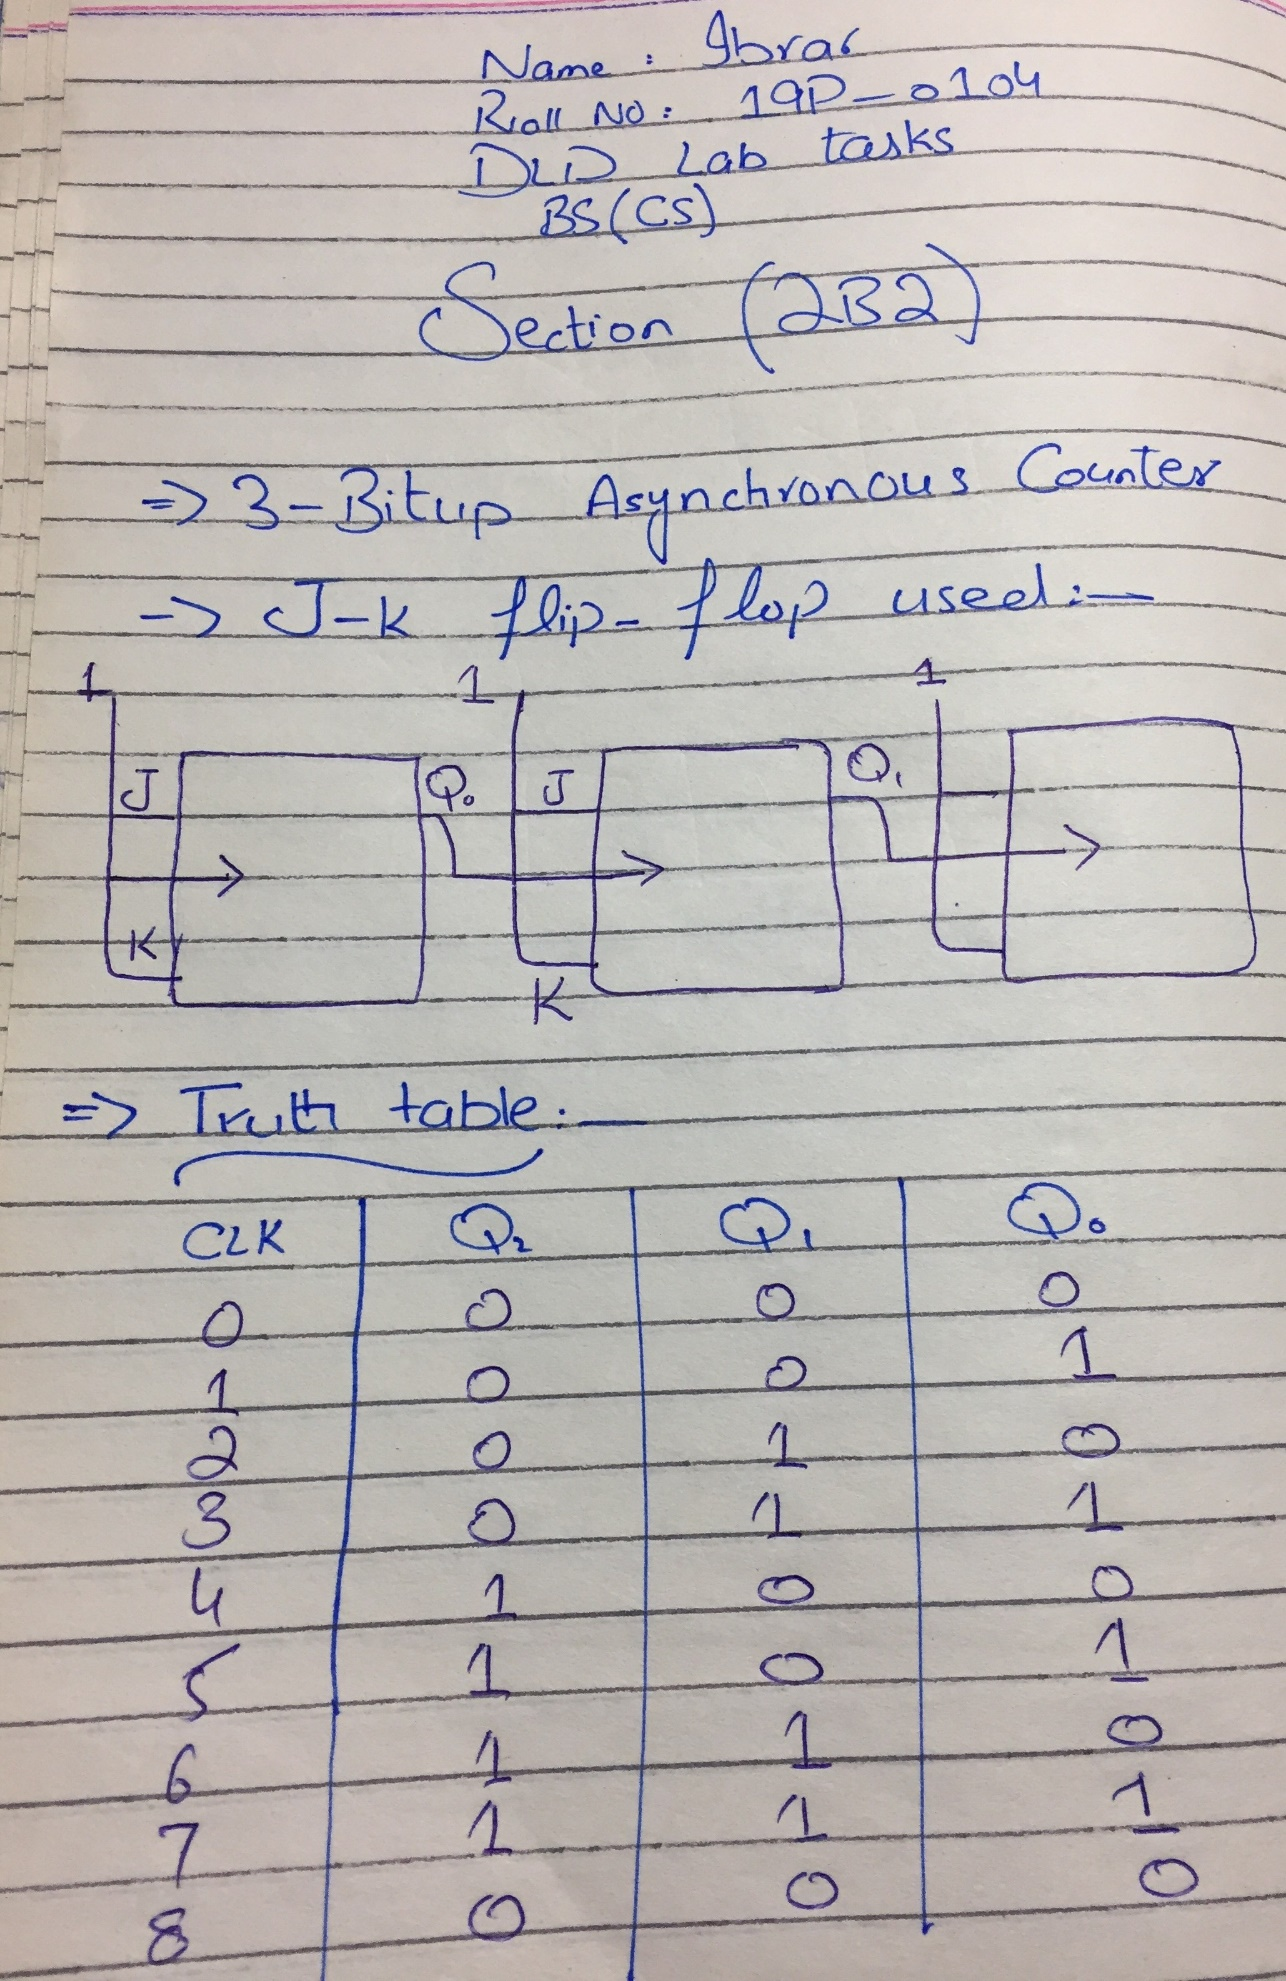 Name : Ibrar
Roll No: 19P-0104
DLD Lab tasks
BS(CS)
Section (2B2)
=> 3-Bitup Asynchronous Counter
-> J-K flip-flop used:-
1 1 1
J Q₀ J Q₁
K K
=> Truth table:-
CLK Q₂ Q₁ Q₀
0 0 0 0
1 0 0 1
2 0 1 0
3 0 1 1
4 1 0 0
5 1 0 1
6 1 1 0
7 1 1 1
8 0 0 0